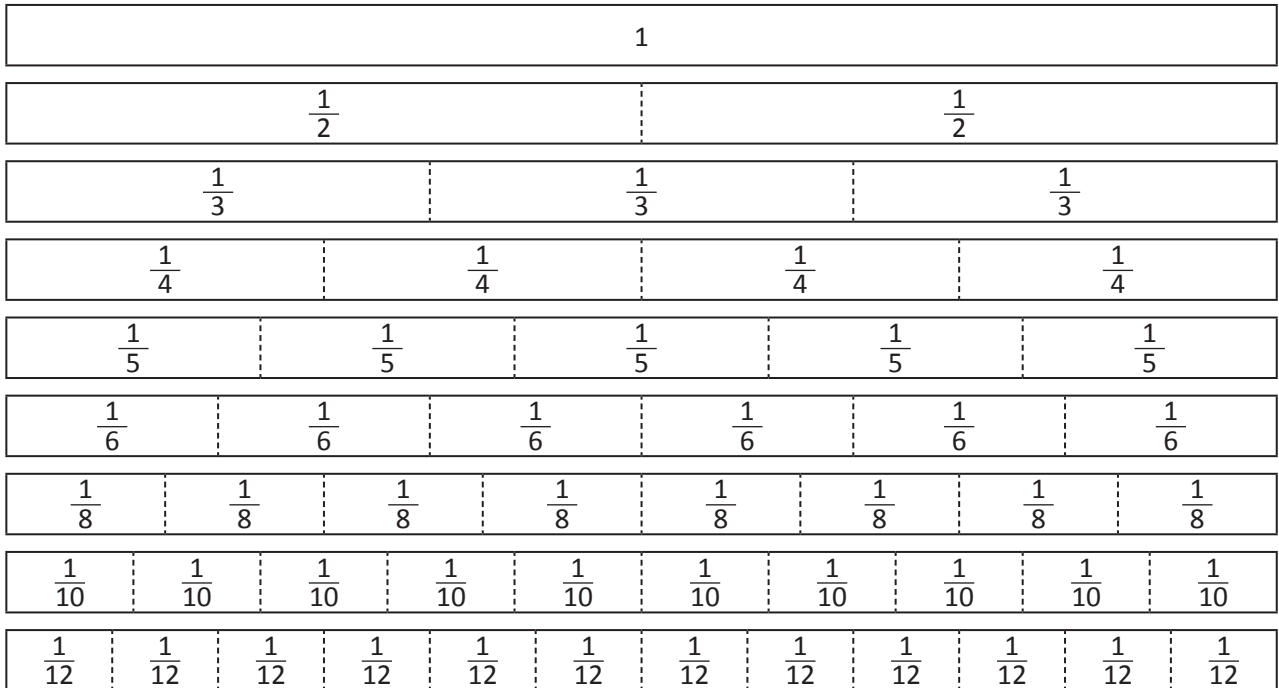 1
1/2 1/2
1/3 1/3 1/3
1/4 1/4 1/4 1/4
1/5 1/5 1/5 1/5 1/5
1/6 1/6 1/6 1/6 1/6 1/6
1/8 1/8 1/8 1/8 1/8 1/8 1/8 1/8
1/10 1/10 1/10 1/10 1/10 1/10 1/10 1/10 1/10 1/10
1/12 1/12 1/12 1/12 1/12 1/12 1/12 1/12 1/12 1/12 1/12 1/12